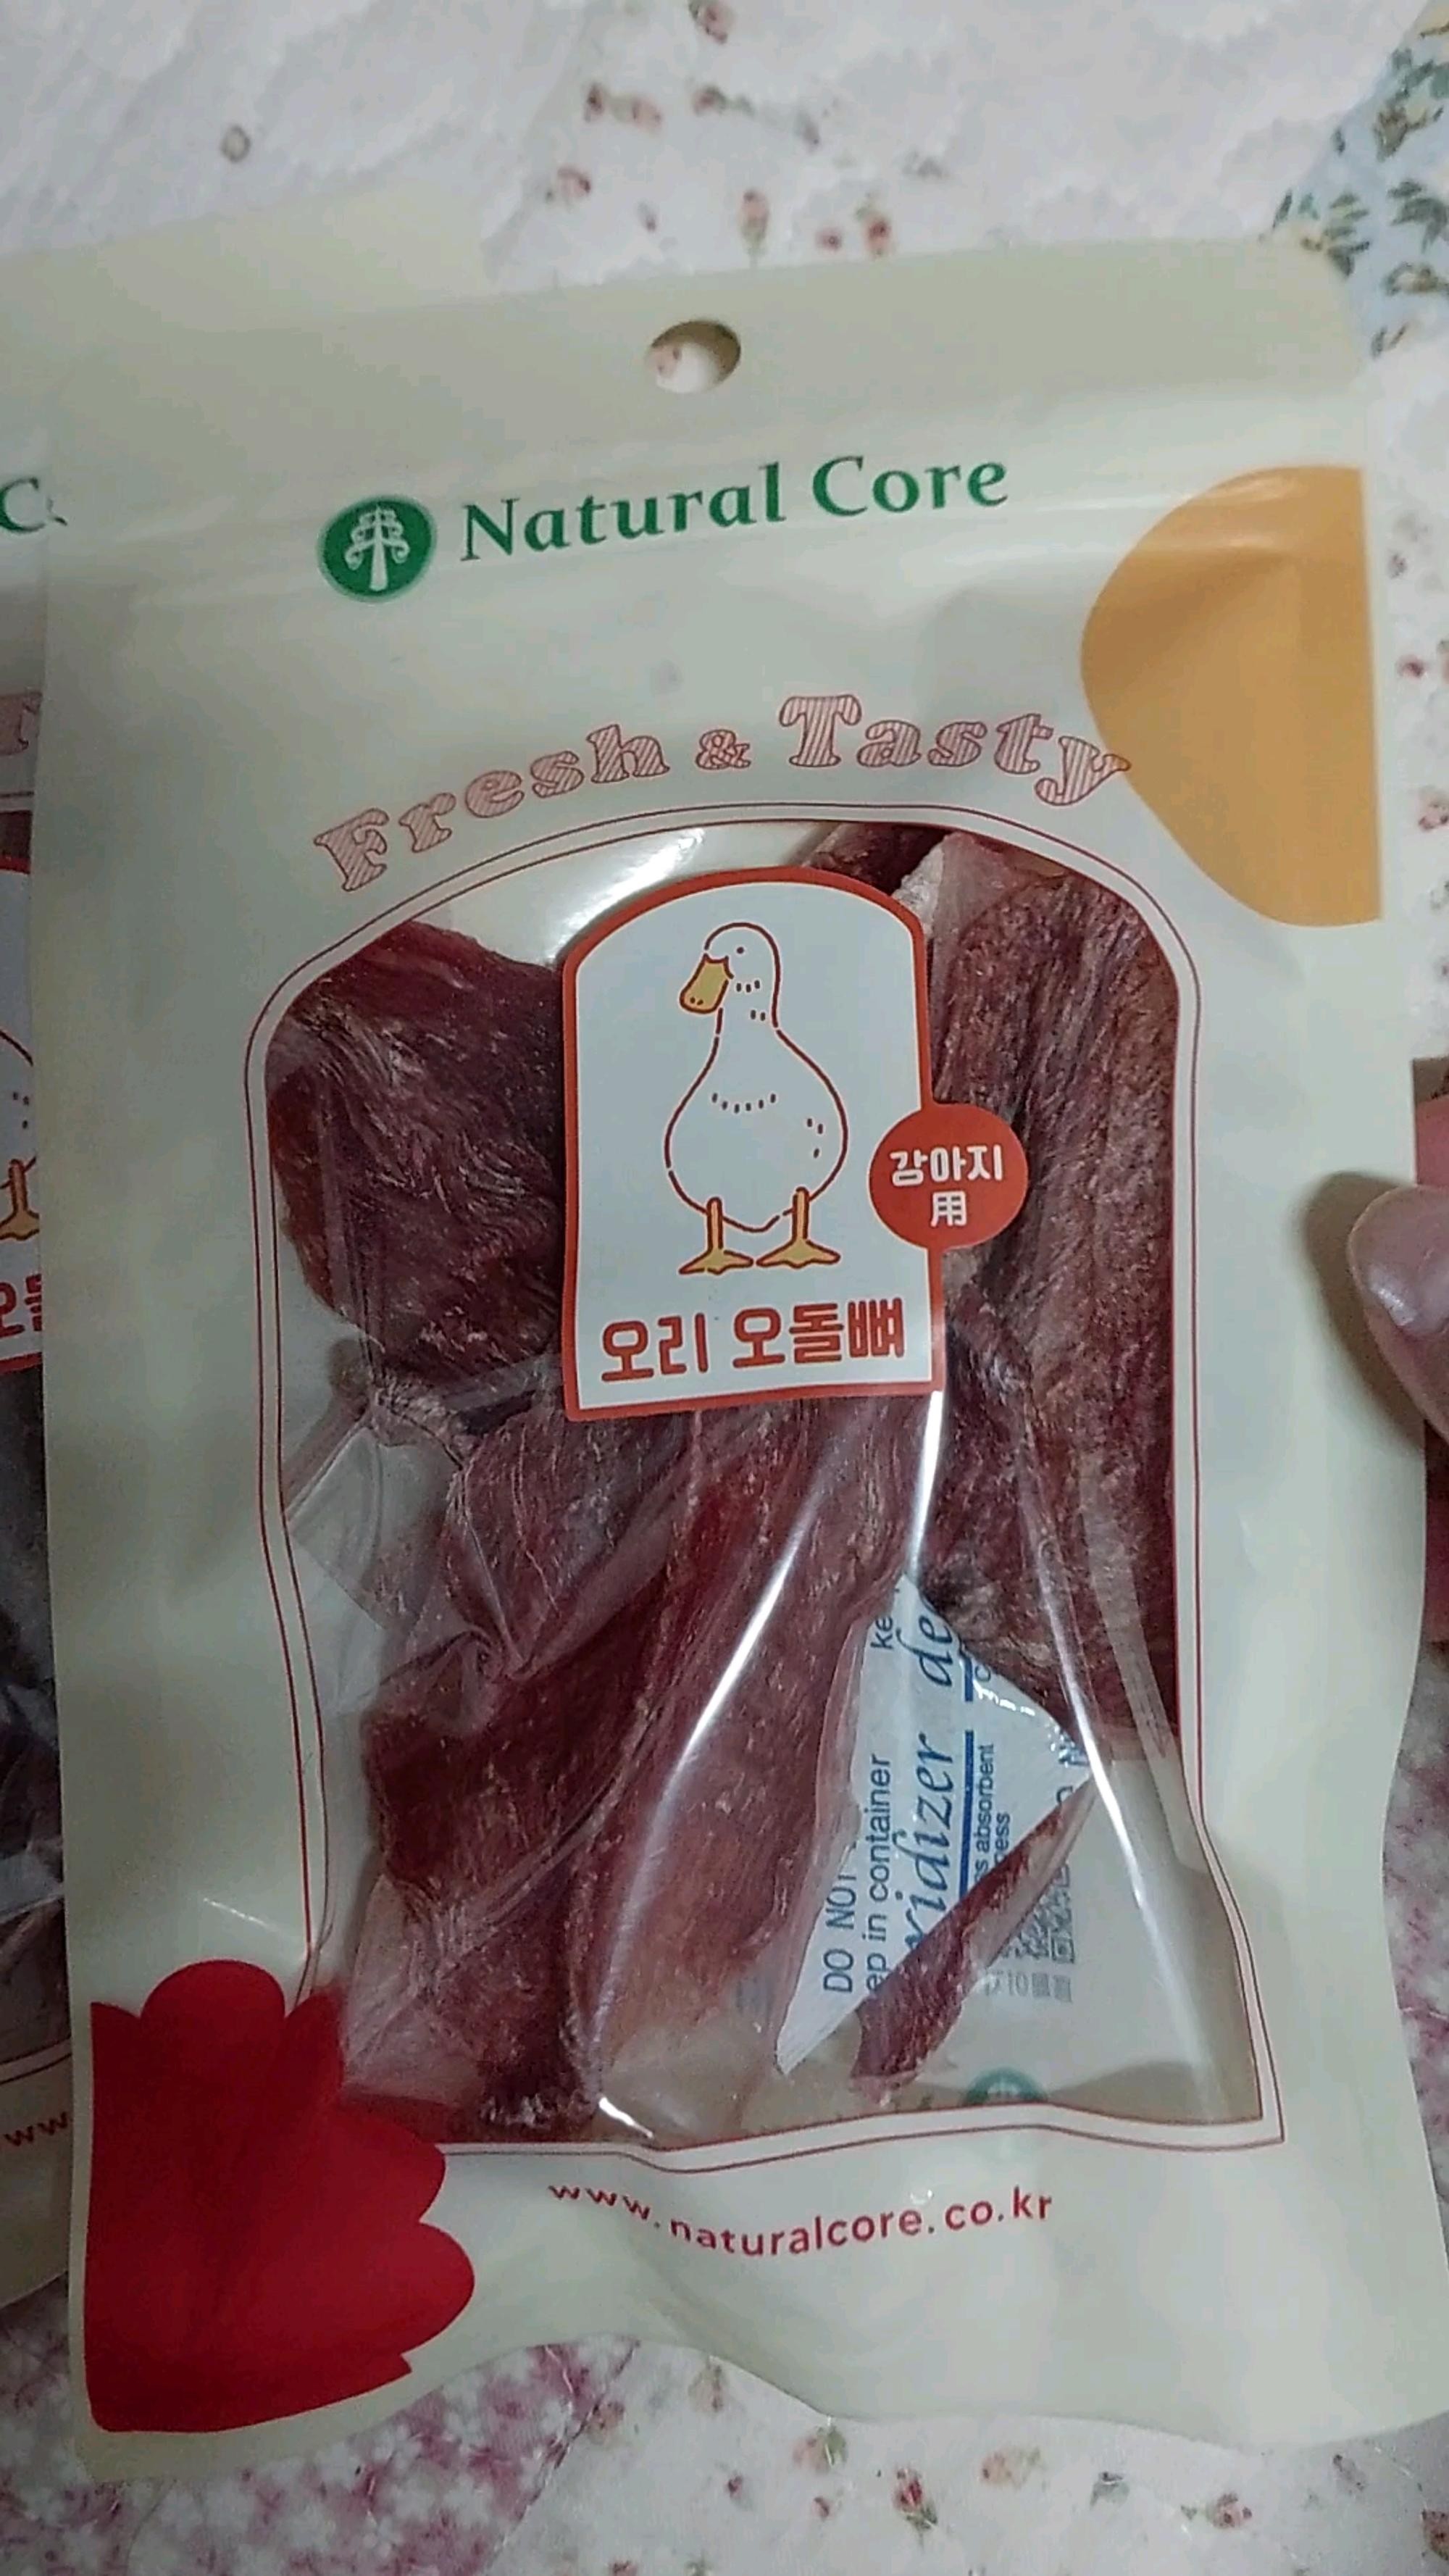 Natural Core
Fresh & Tasty
강아지
用
오리 오돌뼈
DO NOT
container
absorbent
www.naturalcore.co.kr